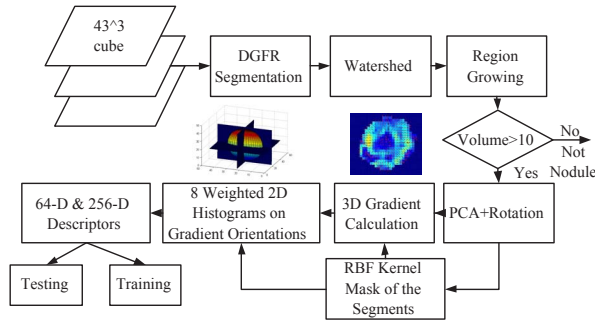 43^3
cube
DGFR
Segmentation
Watershed
Region
Growing
Volume>10
No
Not
Nodule
Yes
64-D & 256-D
Descriptors
8 Weighted 2D
Histograms on
Gradient Orientations
3D Gradient
Calculation
PCA+Rotation
Testing
Training
RBF Kernel
Mask of the
Segments